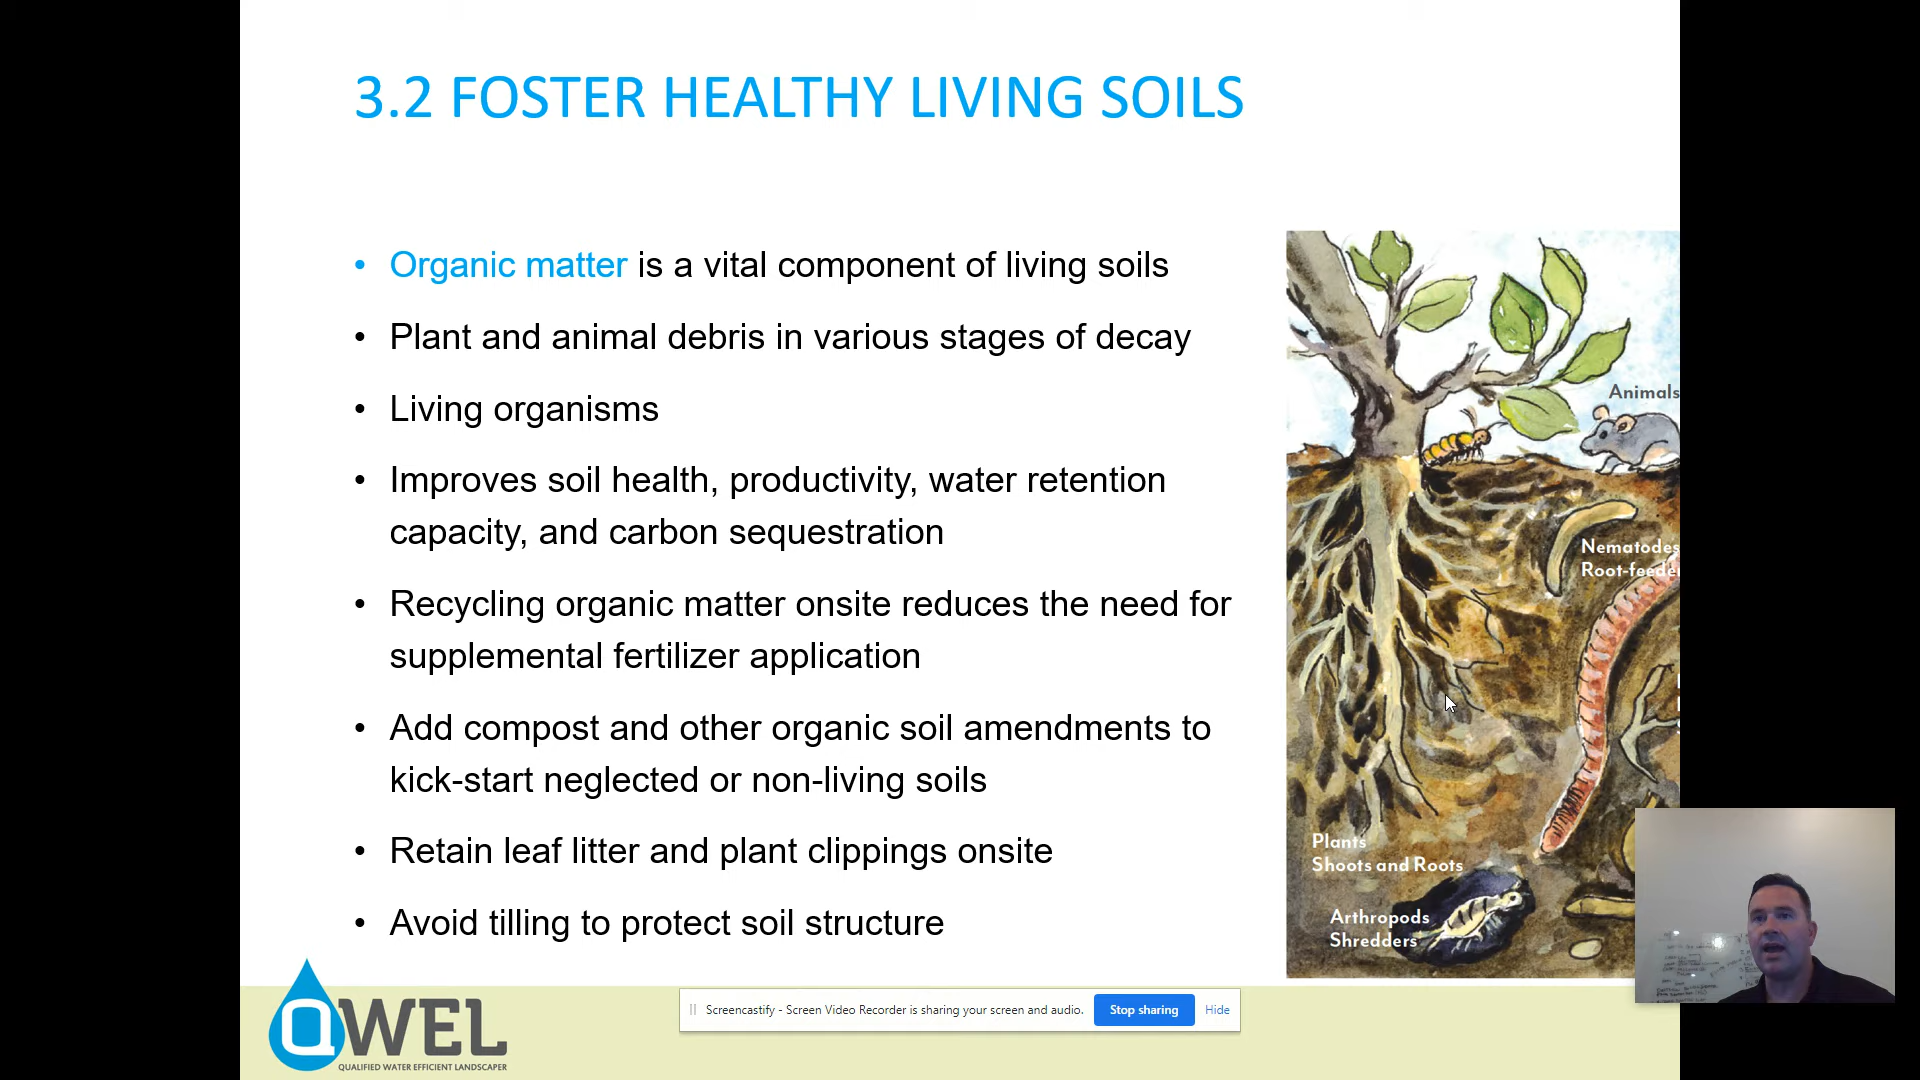 3.2 FOSTER HEALTHY LIVING SOILS
• Organic matter is a vital component of living soils
• Plant and animal debris in various stages of decay
• Living organisms
• Improves soil health, productivity, water retention
capacity, and carbon sequestration
• Recycling organic matter onsite reduces the need for
supplemental fertilizer application
• Add compost and other organic soil amendments to
kick-start neglected or non-living soils
• Retain leaf litter and plant clippings onsite
• Avoid tilling to protect soil structure
Animals
Nematodes
Root-feeder
Plants
Shoots and Roots
Arthropods
Shredders
QWEL
QUALIFIED WATER EFFICIENT LANDSCAPER
Screencastify - Screen Video Recorder is sharing your screen and audio.
Stop sharing
Hide